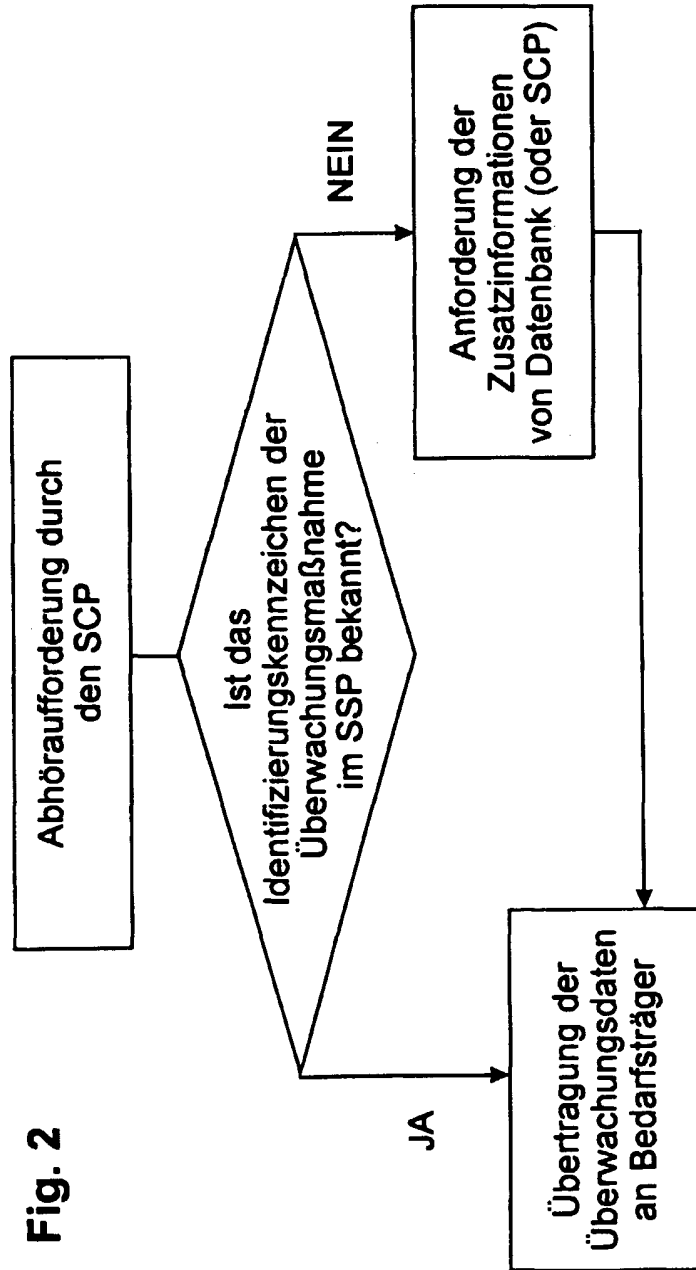 Fig. 2
Abhöraufforderung durch
den SCP
Ist das
Identifizierungskennzeichen der
Überwachungsmaßnahme
im SSP bekannt?
JA
NEIN
Anforderung der
Zusatzinformationen
von Datenbank (oder SCP)
Übertragung der
Überwachungsdaten
an Bedarfsträger